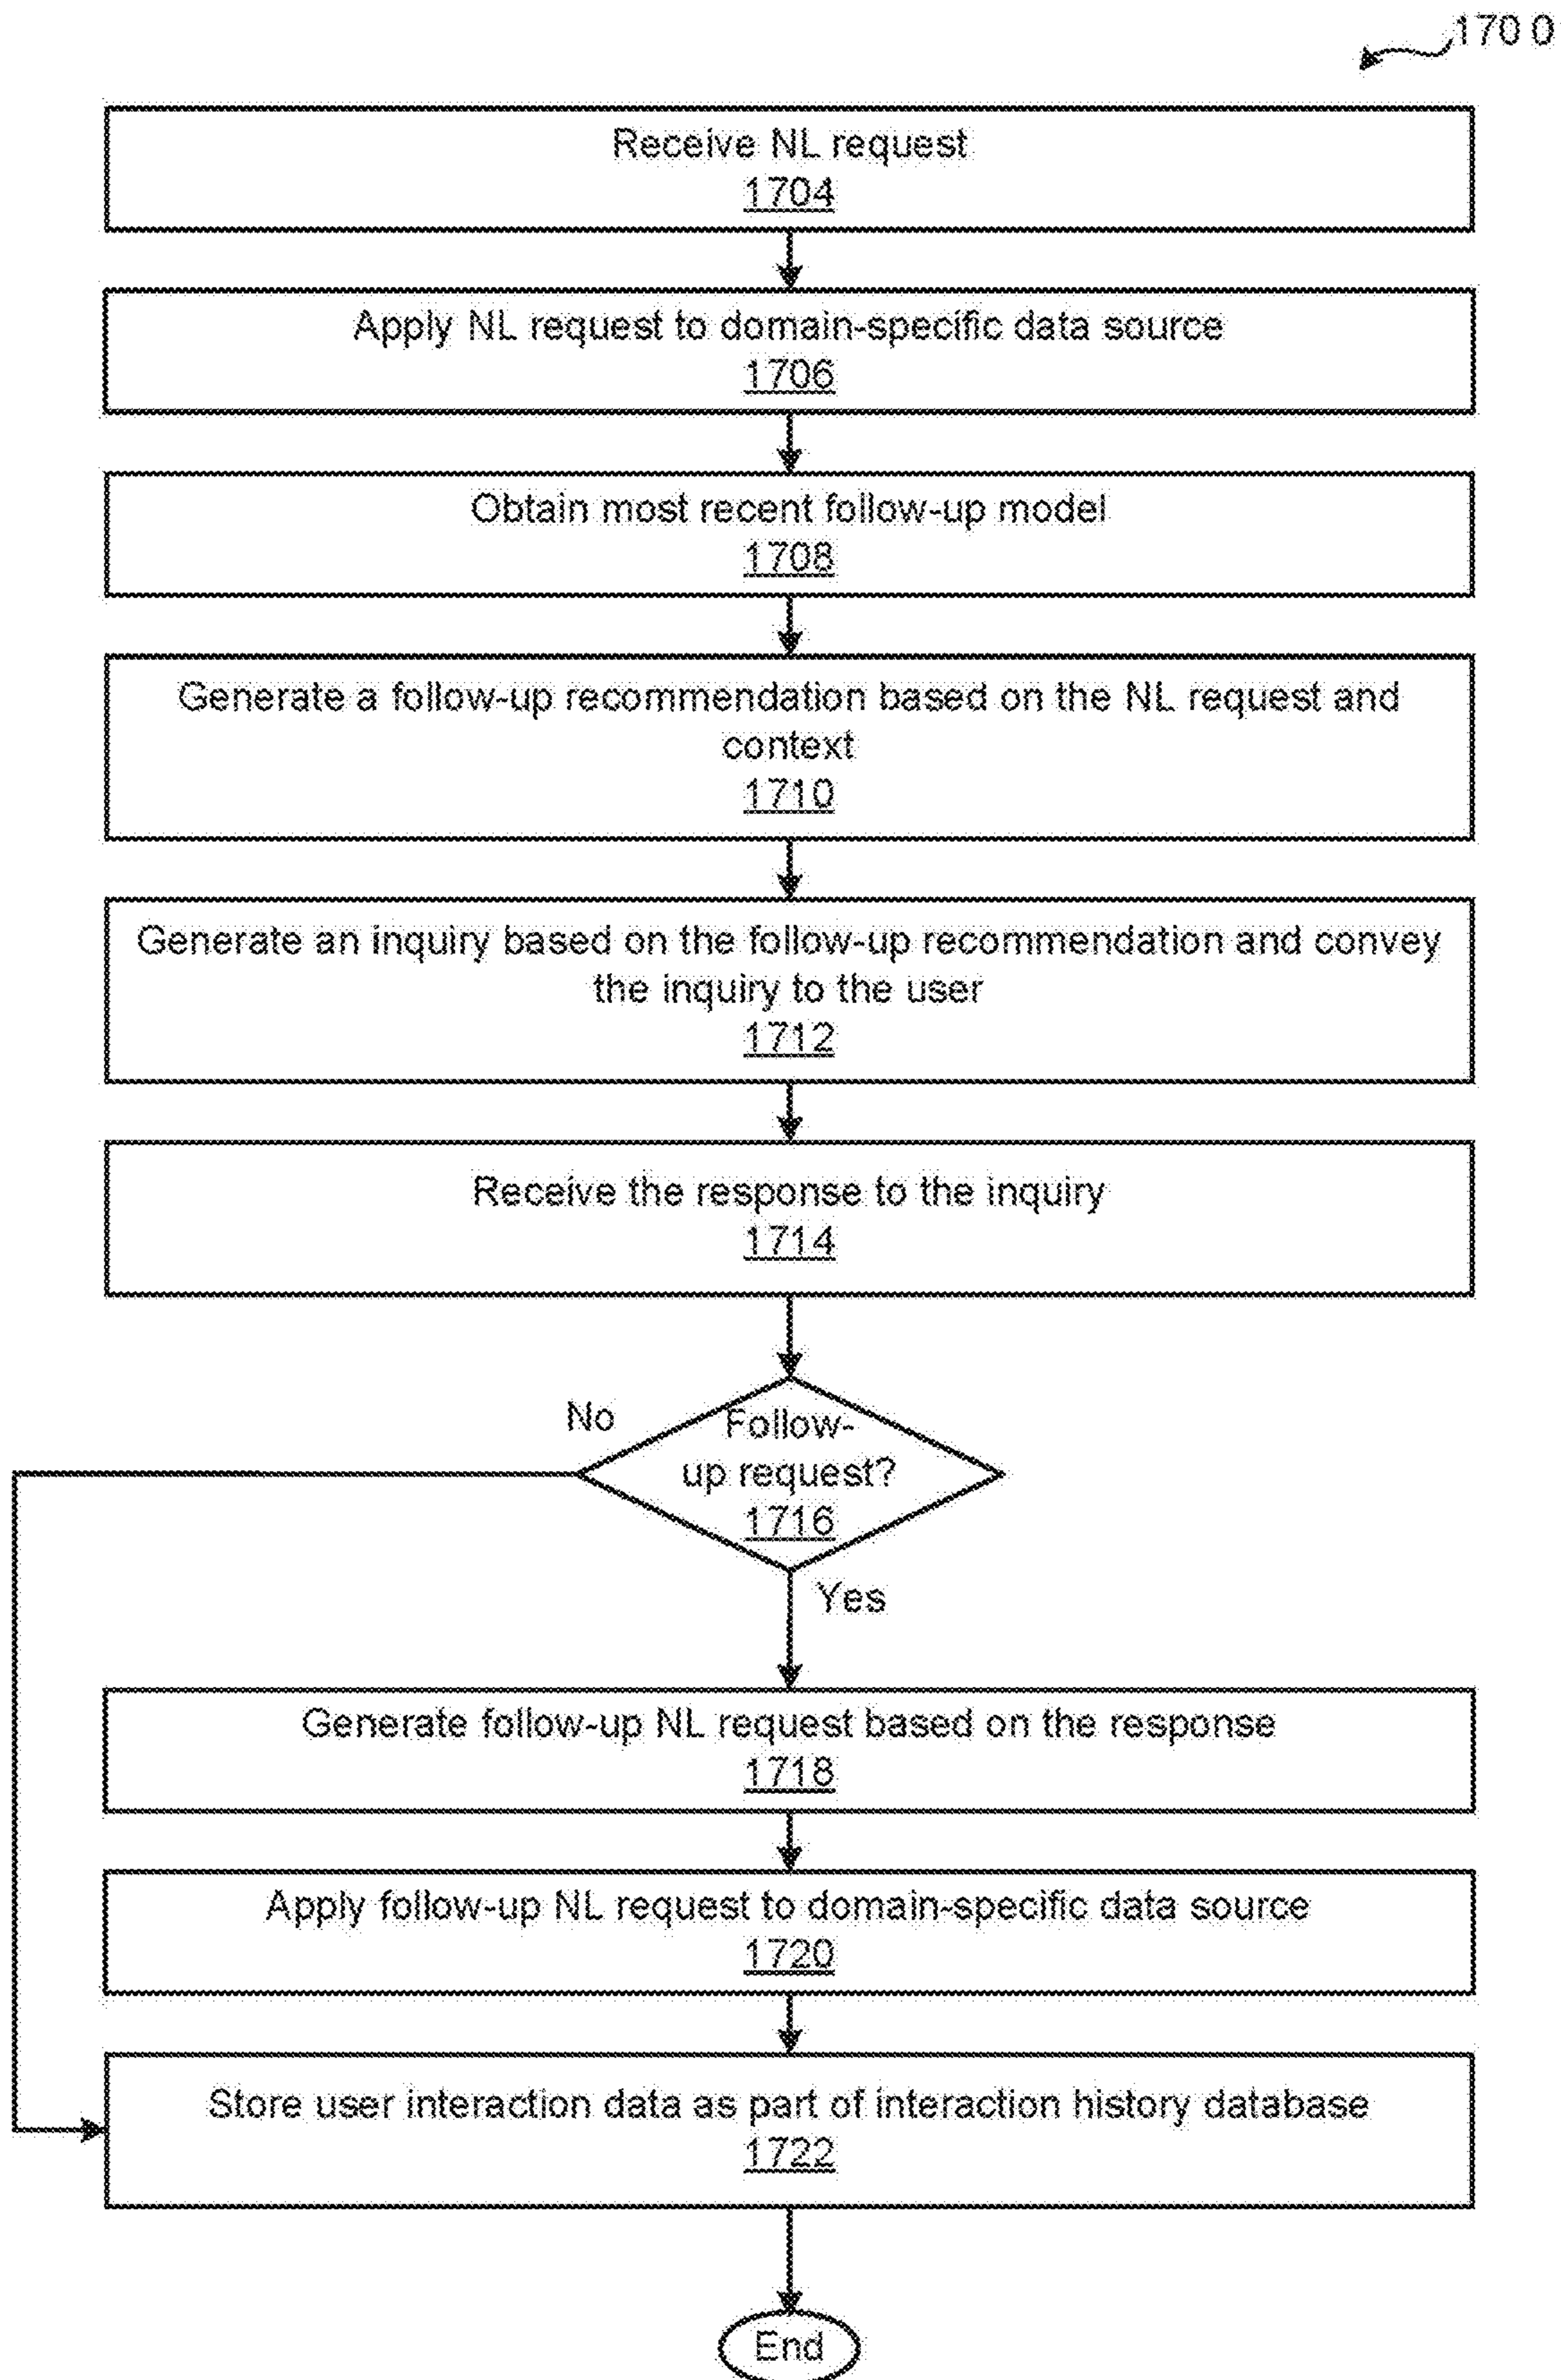 170 0
Receive NL request
1704
Apply NL request to domain-specific data source
1706
Obtain most recent follow-up model
1708
Generate a follow-up recommendation based on the NL request and
context
1710
Generate an inquiry based on the follow-up recommendation and convey
the inquiry to the user
1712
Receive the response to the inquiry
1714
No
Follow-
up request?
1716
Yes
Generate follow-up NL request based on the response
1718
Apply follow-up NL request to domain-specific data source
1720
Store user interaction data as part of interaction history database
1722
End